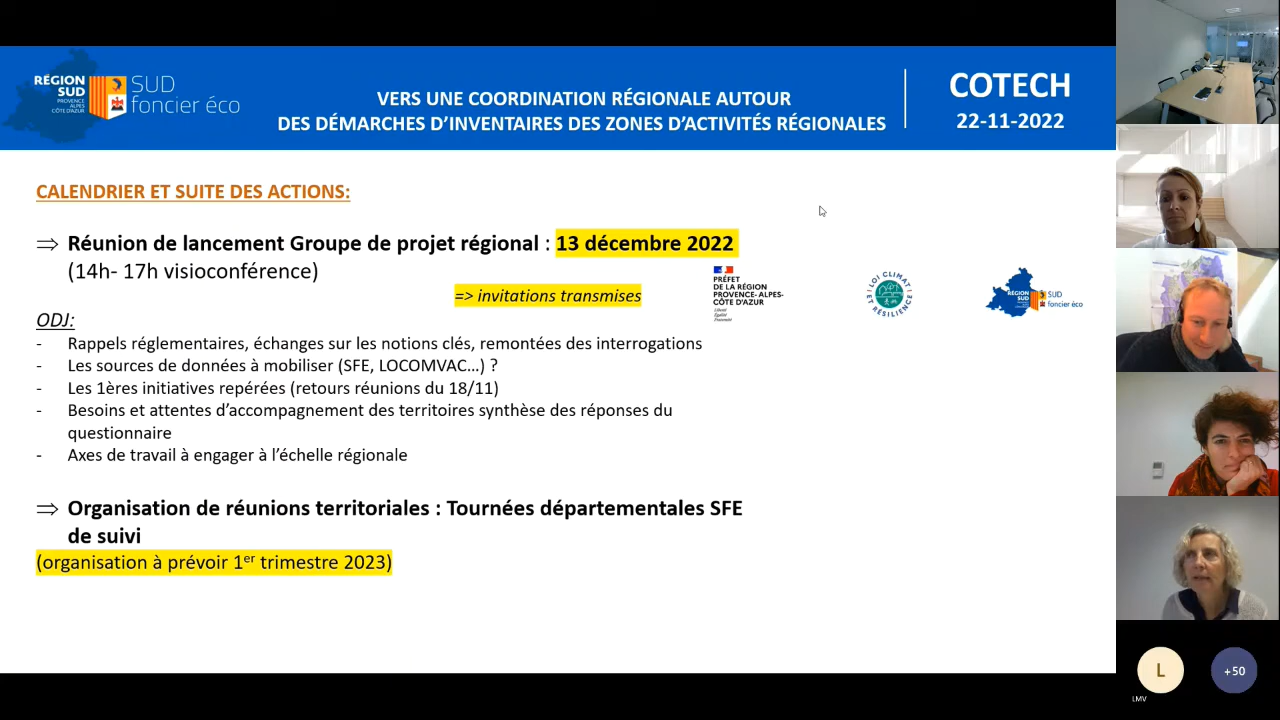 RÉGION
SUD
PROVENCE
ALPES
CÔTE D'AZUR
SUD
foncier éco
VERS UNE COORDINATION RÉGIONALE AUTOUR
DES DÉMARCHES D'INVENTAIRES DES ZONES D'ACTIVITÉS RÉGIONALES
COTECH
22-11-2022
CALENDRIER ET SUITE DES ACTIONS:
⇒ Réunion de lancement Groupe de projet régional : 13 décembre 2022
(14h- 17h visioconférence)
=> invitations transmises
PRÉFET
DE LA RÉGION
PROVENCE-ALPES-
CÔTE D'AZUR
Liberté
Égalité
Fraternité
LOI CLIMAT
ET RÉSILIENCE
RÉGION
SUD
SUD
foncier éco
ODJ:
- Rappels réglementaires, échanges sur les notions clés, remontées des interrogations
- Les sources de données à mobiliser (SFE, LOCOMVAC...) ?
- Les 1ères initiatives repérées (retours réunions du 18/11)
- Besoins et attentes d'accompagnement des territoires synthèse des réponses du
questionnaire
- Axes de travail à engager à l'échelle régionale
⇒ Organisation de réunions territoriales : Tournées départementales SFE
de suivi
(organisation à prévoir 1er trimestre 2023)
L
LMV
+50